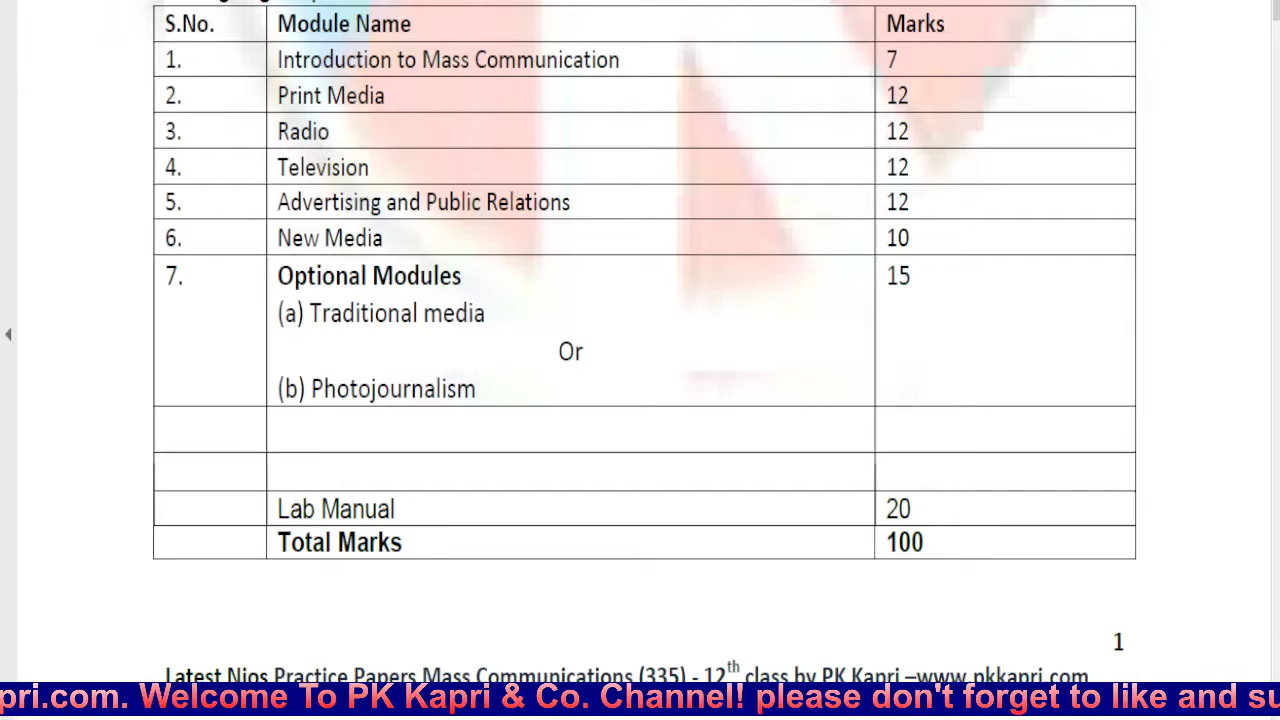 S.No. Module Name Marks
1. Introduction to Mass Communication 7
2. Print Media 12
3. Radio 12
4. Television 12
5. Advertising and Public Relations 12
6. New Media 10
7. Optional Modules 15
(a) Traditional media
Or
(b) Photojournalism
Lab Manual 20
Total Marks 100
1
Latest Nios Practice Papers Mass Communications (335) - 12th class by PK Kapri –www.pkkapri.com
pri.com. Welcome To PK Kapri & Co. Channel! please don't forget to like and su